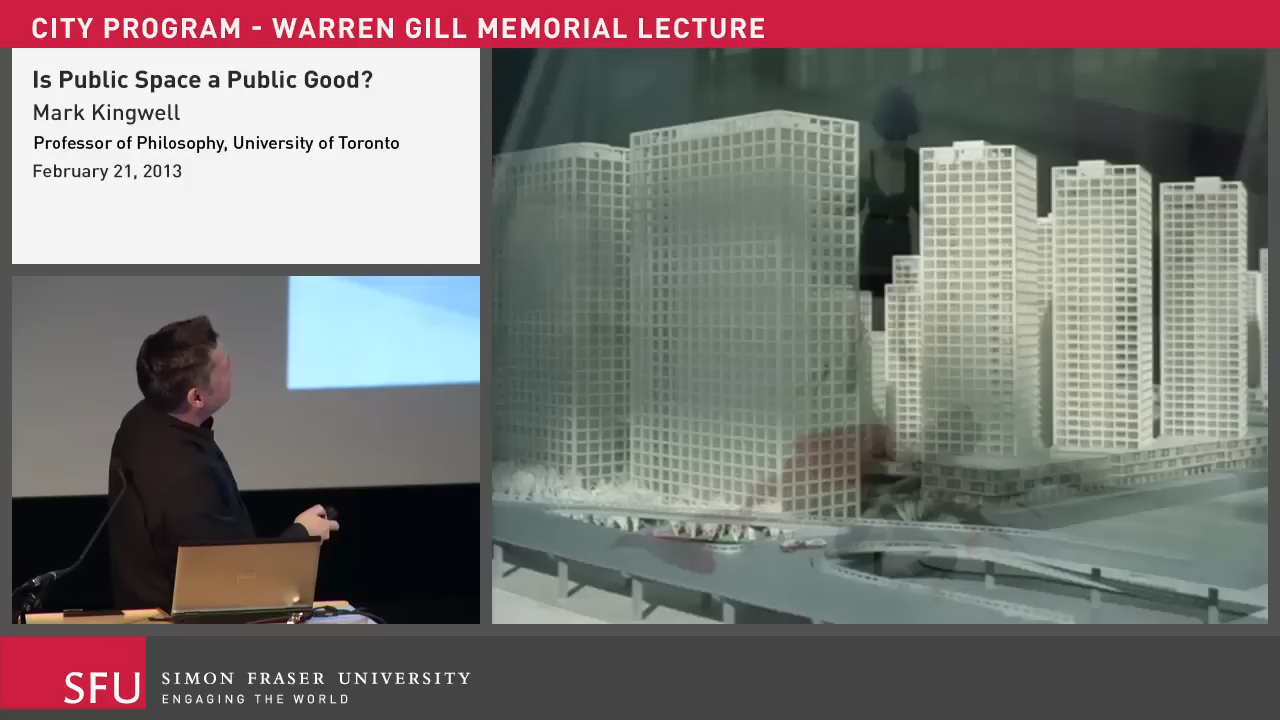 CITY PROGRAM - WARREN GILL MEMORIAL LECTURE
Is Public Space a Public Good?
Mark Kingwell
Professor of Philosophy, University of Toronto
February 21, 2013
SFU
SIMON FRASER UNIVERSITY
ENGAGING THE WORLD